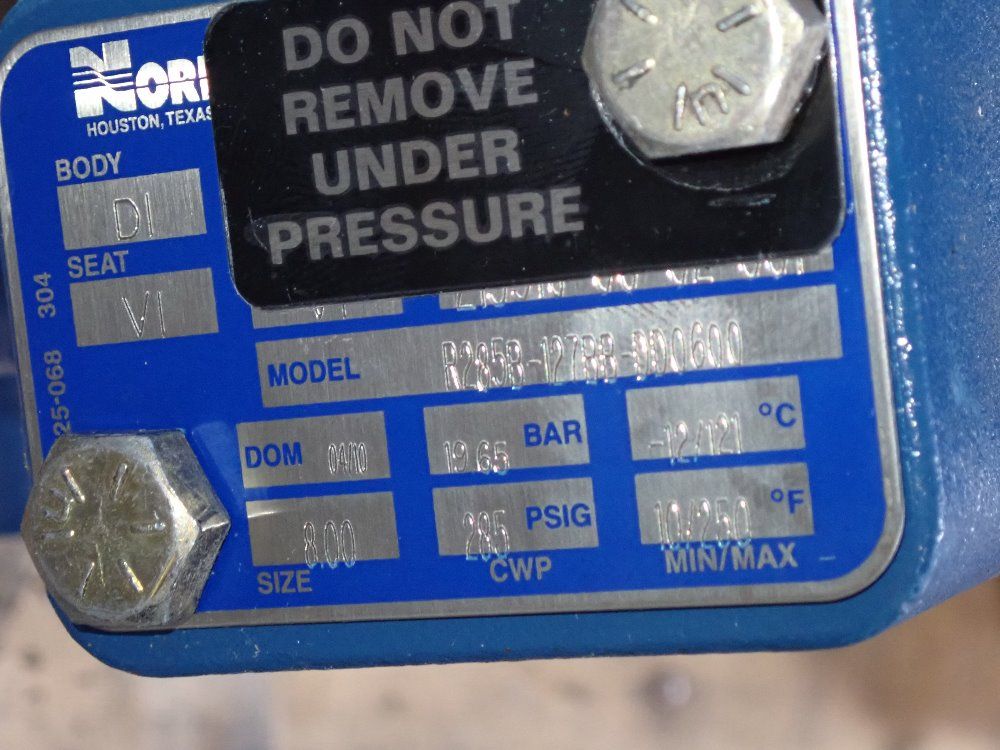 DO NOT
REMOVE
UNDER
PRESSURE
NORI
HOUSTON, TEXAS
BODY
DI
SEAT
VI
25-068 304
MODEL R285B-127BB-DD0600
DOM 04/10
19.65 BAR
-12/121 °C
8.00
SIZE
285 PSIG
CWP
10/250 °F
MIN/MAX